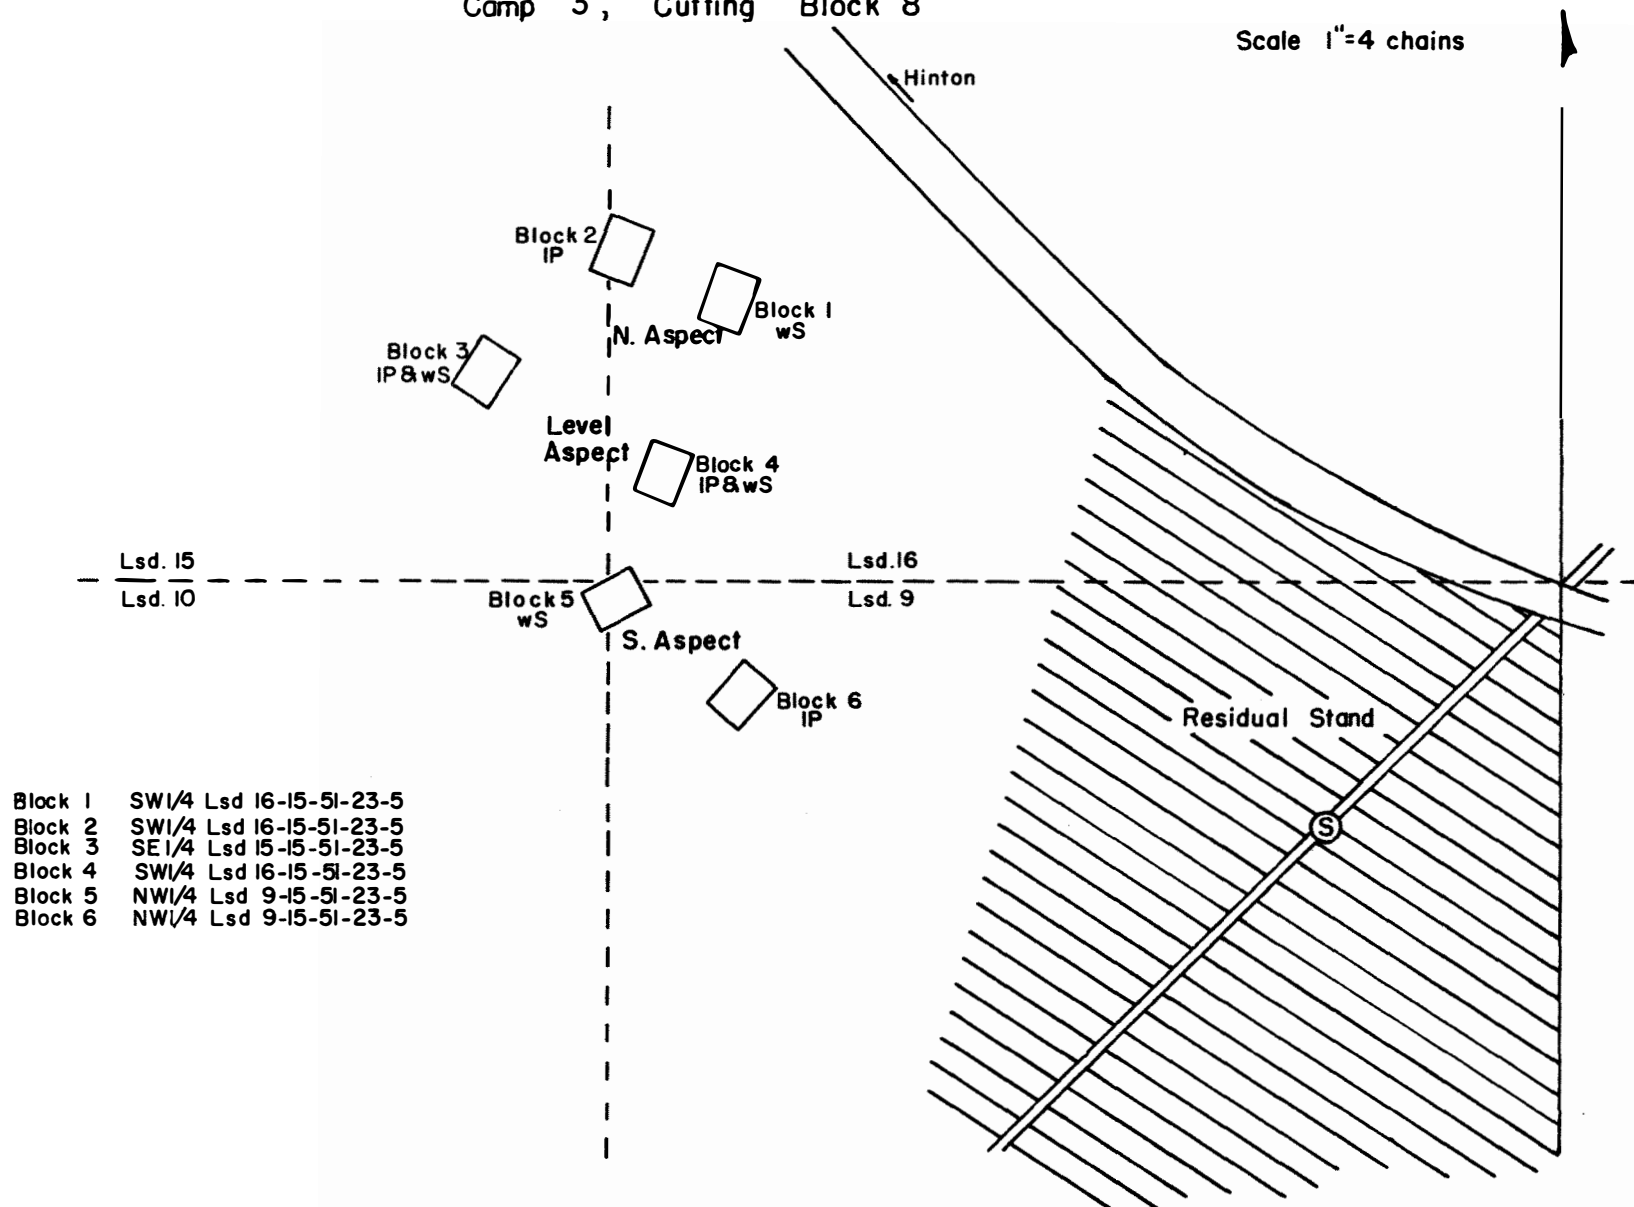 Camp 3, Cutting Block 8
Scale 1"=4 chains
Hinton
Block 2
lP
Block 1
wS
N. Aspect
Block 3
lP&wS
Level
Aspect
Block 4
lP&wS
Lsd. 15
Lsd.16
Lsd. 10
Block 5
wS
Lsd. 9
S. Aspect
Block 6
lP
Residual Stand
S
Block 1 SW1/4 Lsd 16-15-51-23-5
Block 2 SW1/4 Lsd 16-15-51-23-5
Block 3 SE1/4 Lsd 15-15-51-23-5
Block 4 SW1/4 Lsd 16-15-51-23-5
Block 5 NW1/4 Lsd 9-15-51-23-5
Block 6 NW1/4 Lsd 9-15-51-23-5